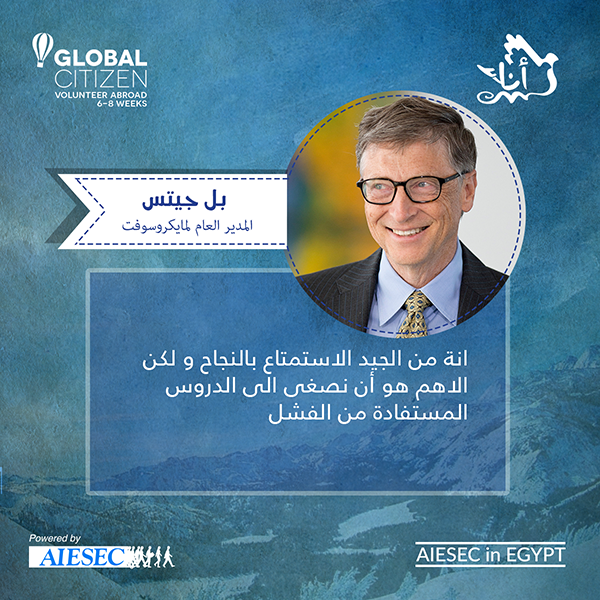 GLOBAL
CITIZEN
VOLUNTEER ABROAD
6-8 WEEKS
أنا
بل جيتس
المدير العام لمايكروسوفت
انة من الجيد الاستمتاع بالنجاح و لكن
الاهم هو أن نصغى الى الدروس
المستفادة من الفشل
Powered by
AIESEC
AIESEC in EGYPT